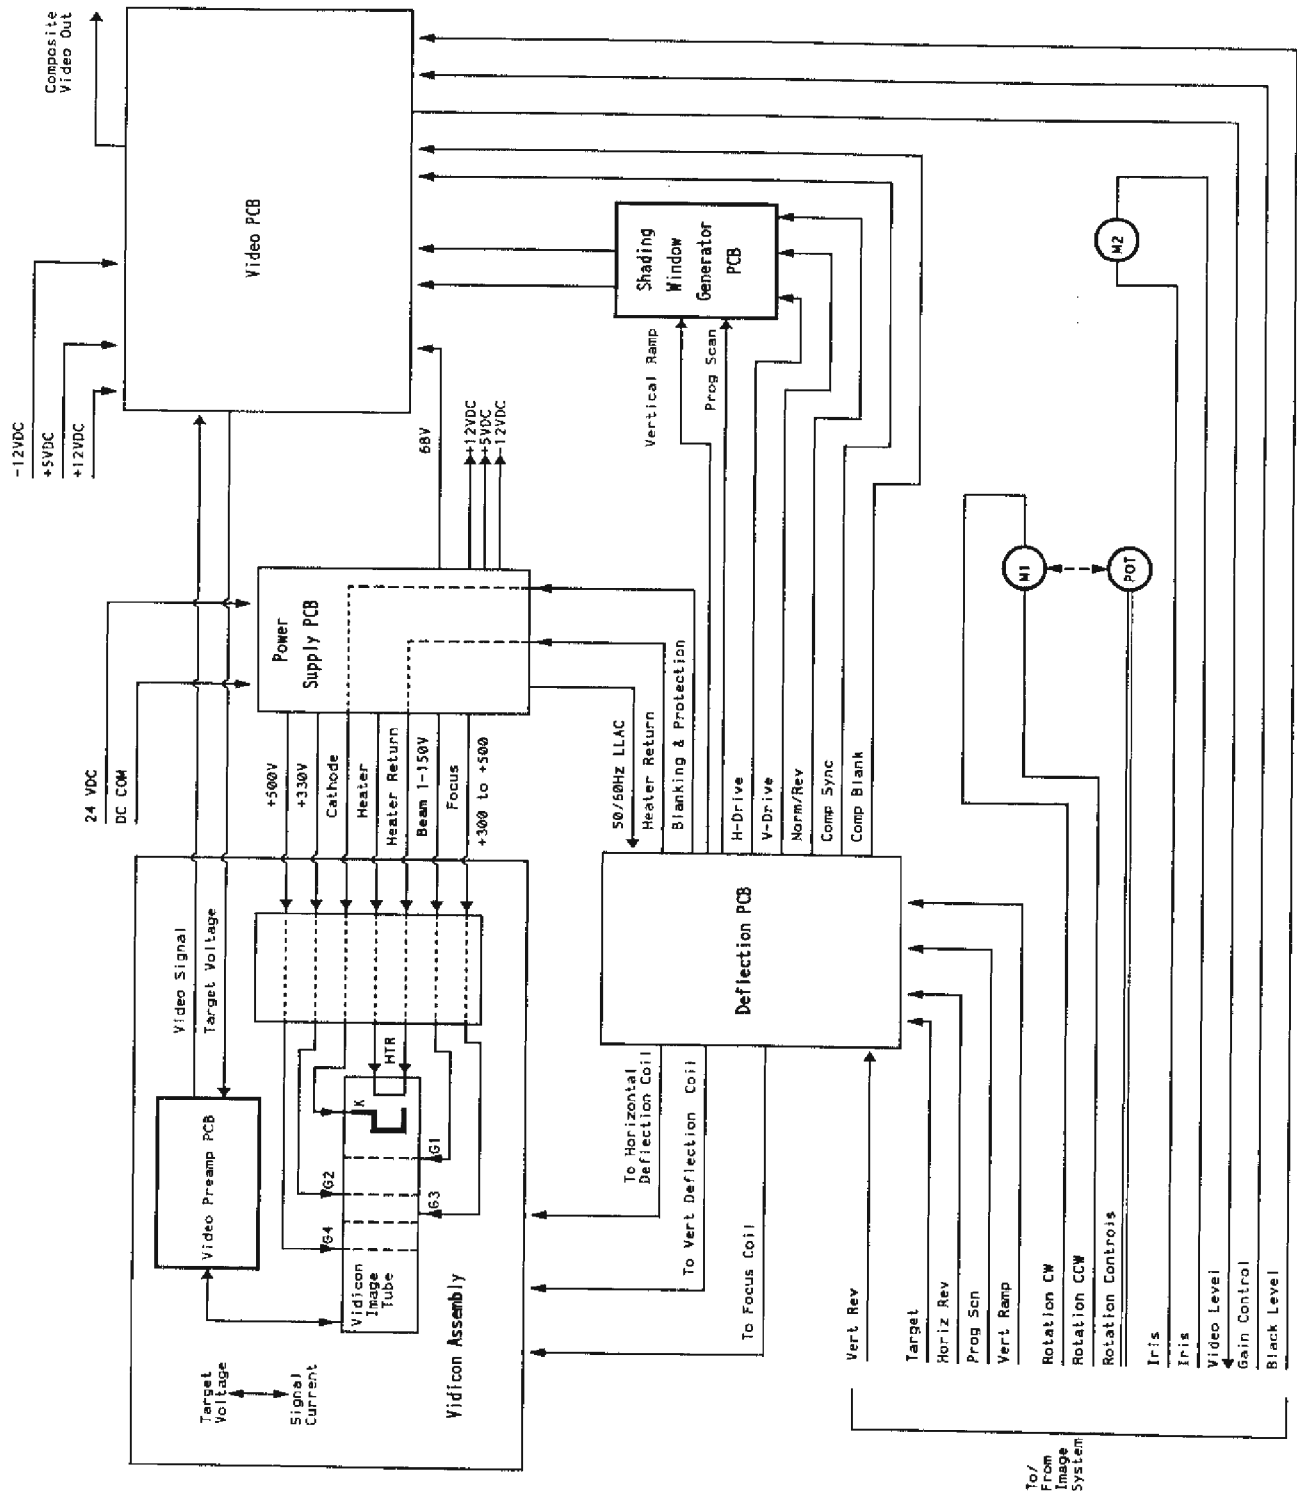 Composite
Video Out
-12VDC
+5VDC
+12VDC
Video PCB
24 VDC
DC COM
Power
Supply PCB
68V
+12VDC
+5VDC
-12VDC
Shading
Window
Generator
PCB
Vertical Ramp
Prog Scan
M2
M1
POT
Video Signal
Target Voltage
+500V
+330V
Cathode
Heater
Heater Return
Beam 1-150V
Focus
+300 to +500
50/60Hz LLAC
Heater Return
Blanking & Protection
H-Drive
V-Drive
Norm/Rev
Comp Sync
Comp Blank
Video Preamp PCB
HTR
K
G1
G2
G3
G4
Vidicon
Image
Tube
Target
Voltage
Signal
Current
Vidicon Assembly
Deflection PCB
To Horizontal
Deflection Coil
To Vert Deflection Coil
To Focus Coil
Vert Rev
Target
Horiz Rev
Prog Scn
Vert Ramp
Rotation CW
Rotation CCW
Rotation Controls
Iris
Iris
Video Level
Gain Control
Black Level
To/
From
Image
System